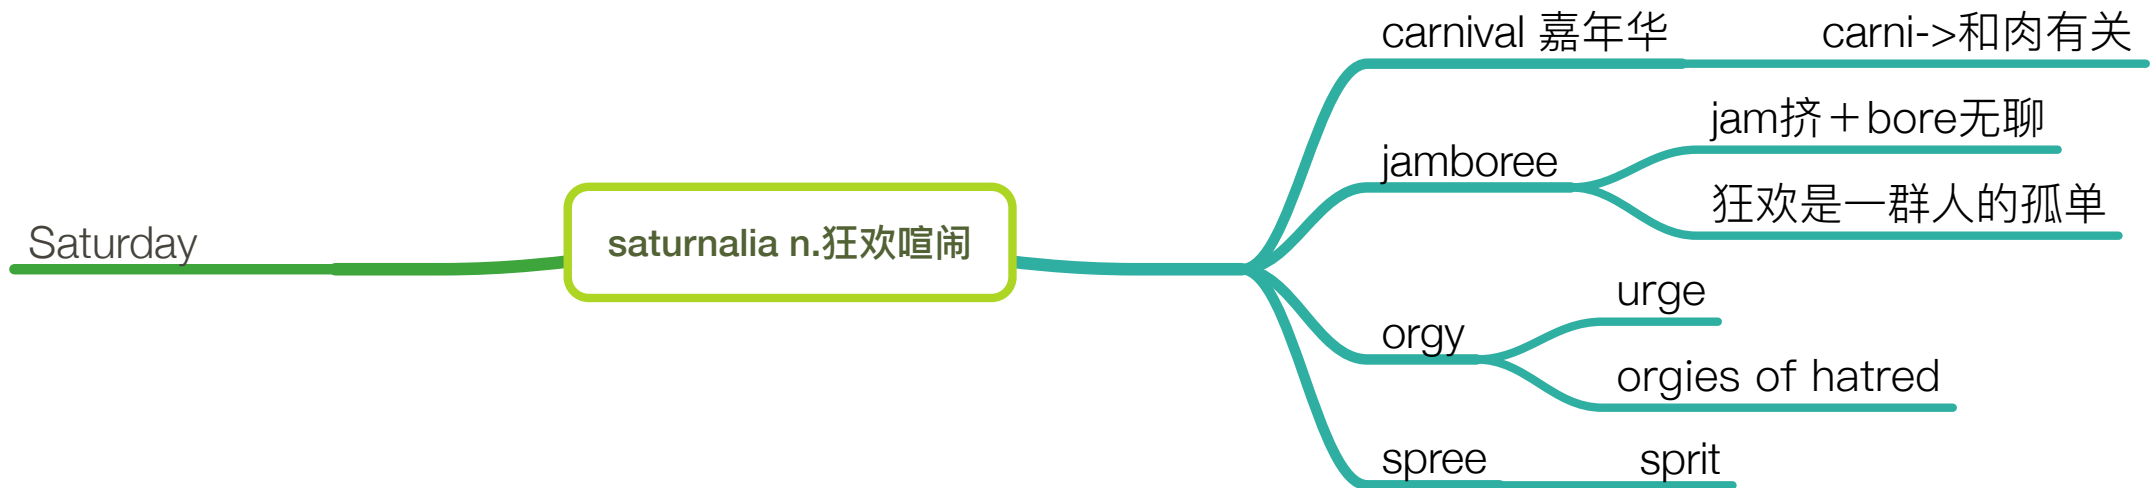 Saturday
saturnalia n.狂欢喧闹
carnival 嘉年华
carni->和肉有关
jamboree
jam挤＋bore无聊
狂欢是一群人的孤单
orgy
urge
orgies of hatred
spree
sprit